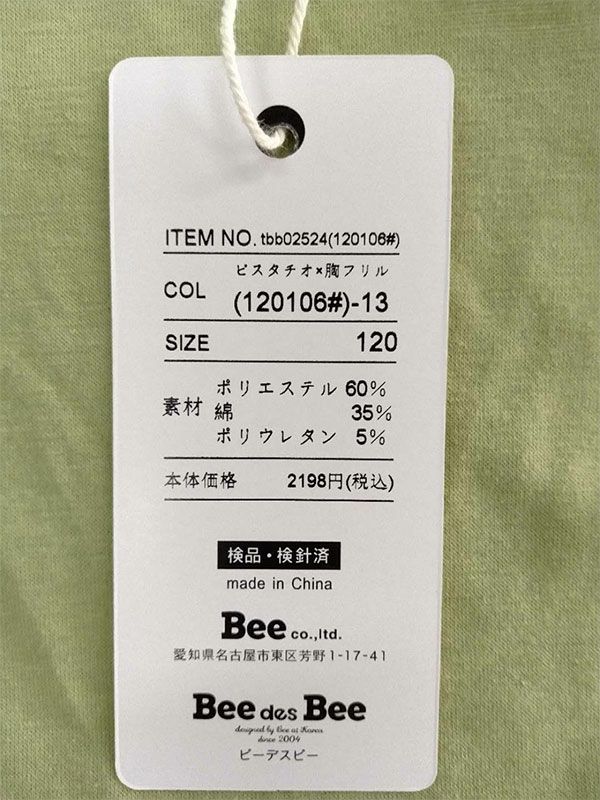 ITEM NO. tbb02524(120106#)
ピスタチオ×胸フリル
COL (120106#)-13
SIZE 120
素材 ポリエステル 60%
綿 35%
ポリウレタン 5%
本体価格 2198円(税込)
検品・検針済
made in China
Bee co.,ltd.
愛知県名古屋市東区芳野1-17-41
Bee des Bee
designed by Bee at Korea
since 2004
ビーデスビー